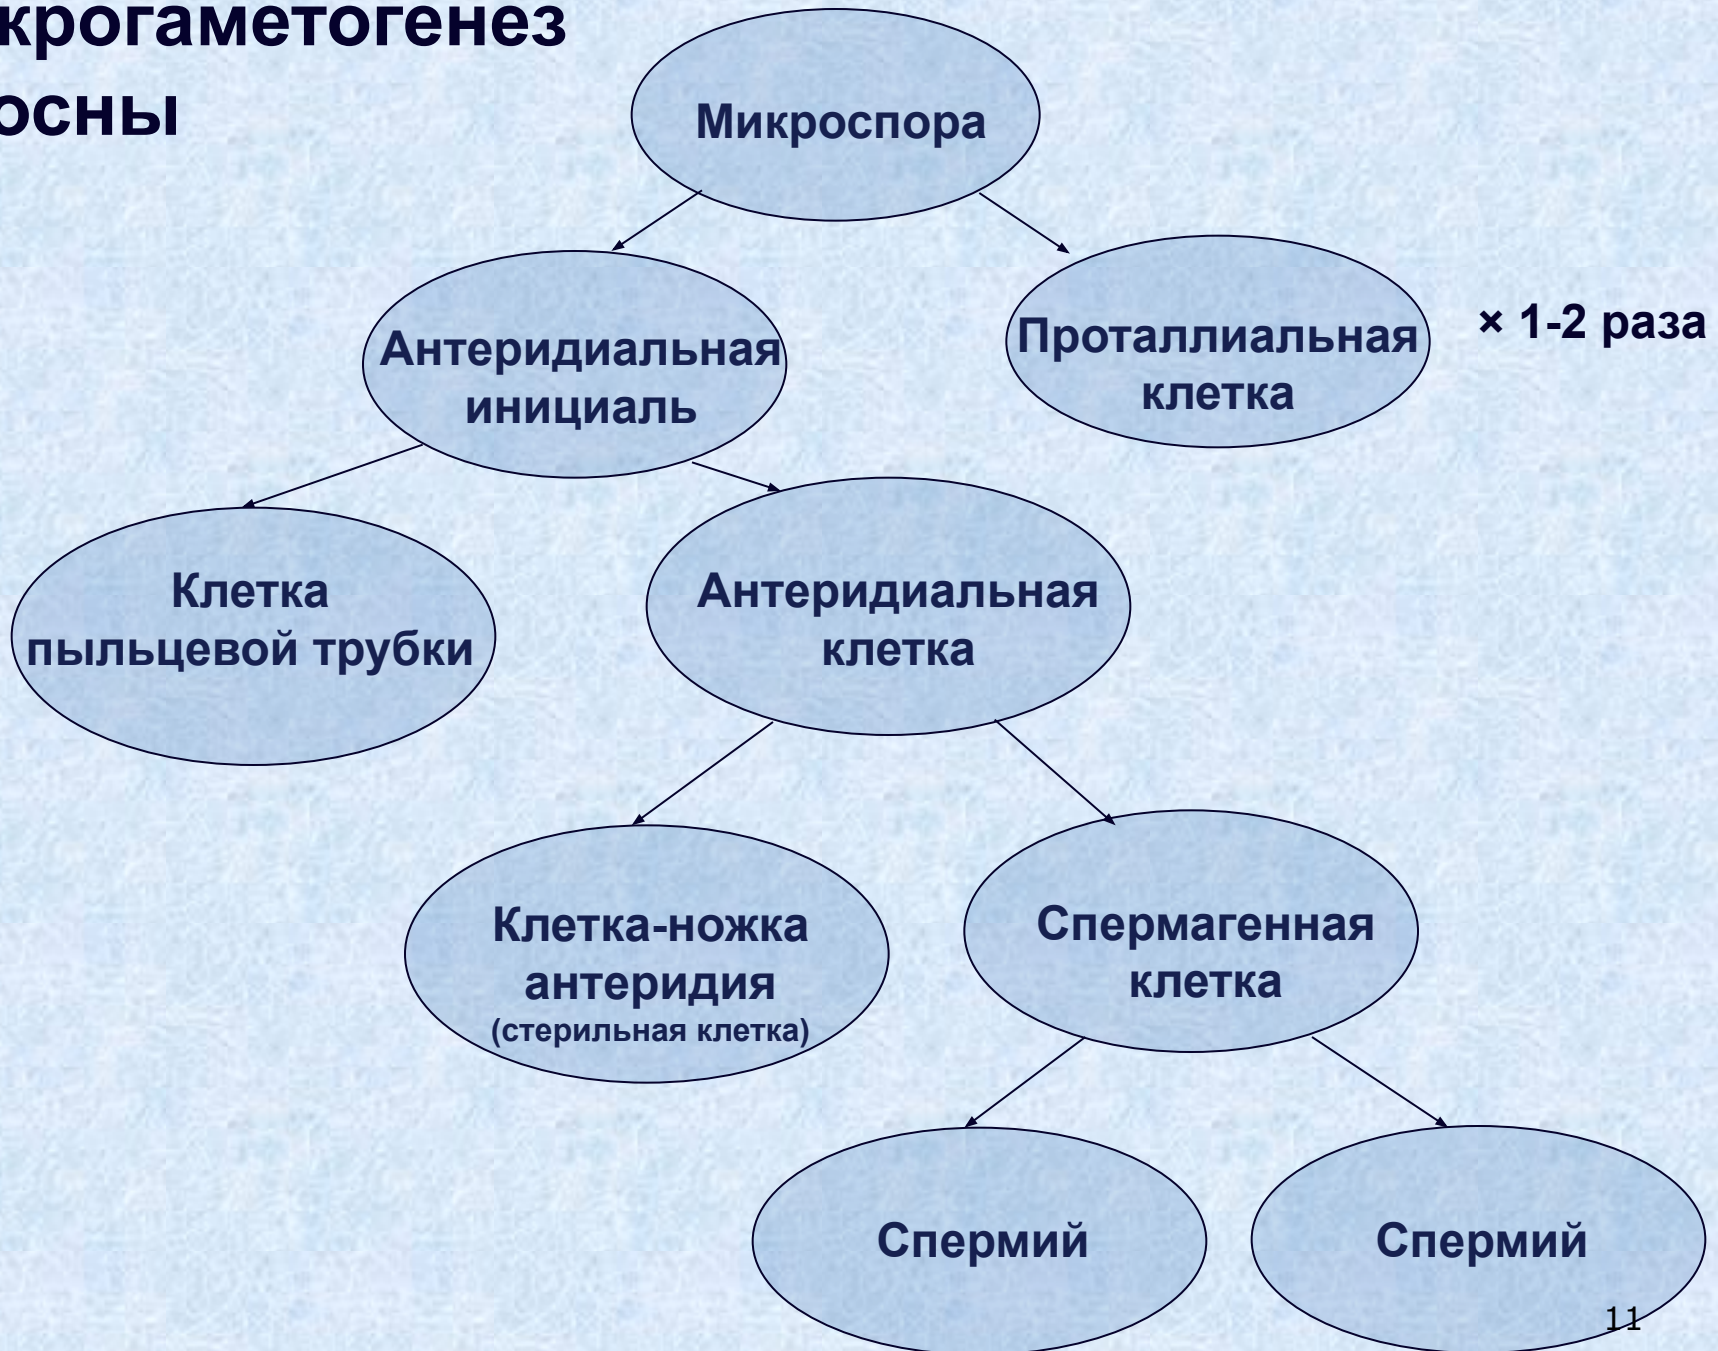 крогаметогенез
осны
Микроспора
Антеридиальная
инициаль
Проталлиальная
клетка
× 1-2 раза
Клетка
пыльцевой трубки
Антеридиальная
клетка
Клетка-ножка
антеридия
(стерильная клетка)
Спермагенная
клетка
Спермий
Спермий
11